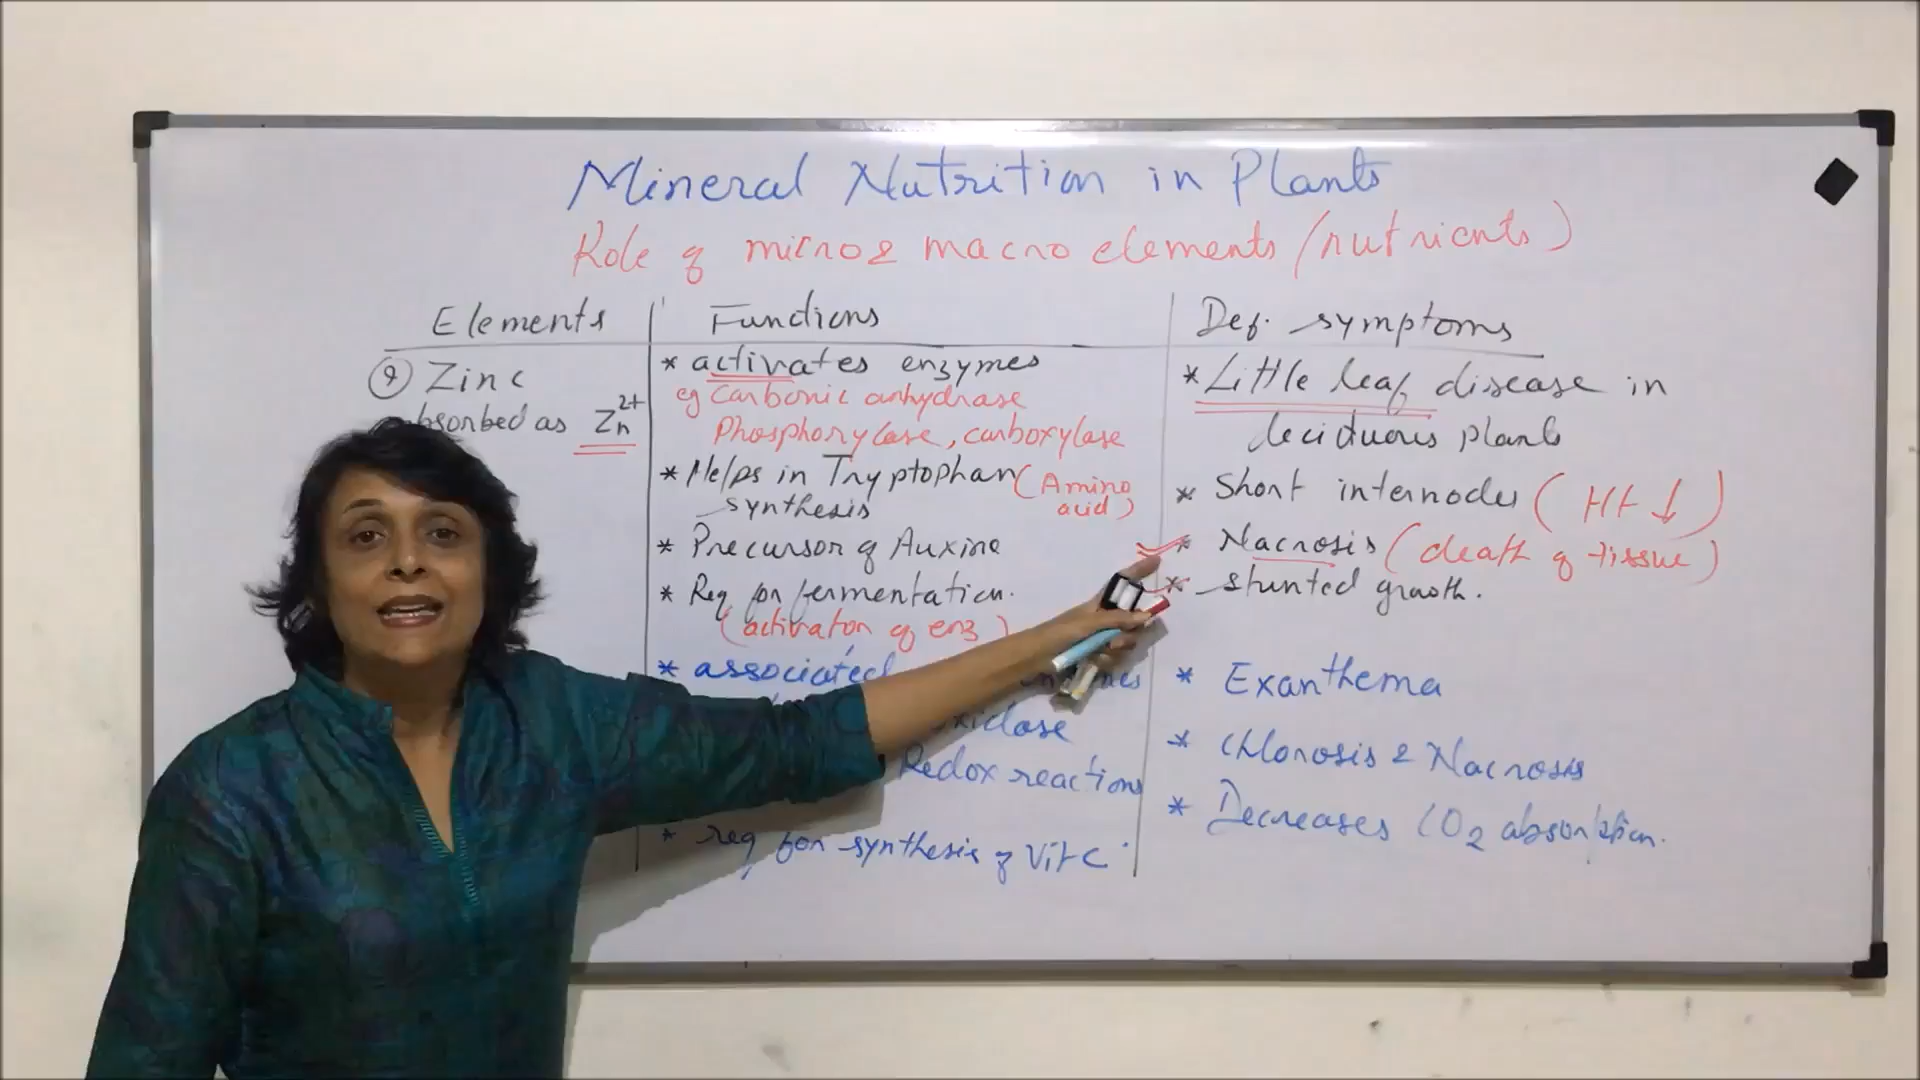 Mineral Nutrition in Plants
Role of micro & macro elements (nutrients)
Elements
Functions
Def. symptoms
⑨ Zinc
absorbed as Zn2+
* activates enzymes
eg Carbonic anhydrase
Phosphorylase, carboxylase
* Helps in Tryptophan (Amino acid)
synthesis
* Precursor of Auxine
* Req for fermentation.
(activation of enz)
* associated
oxidase
Redox reactions
* req for synthesis of Vit C
* Little leaf disease in
deciduous plants
* Short internodes (Ht ↓)
* Nacrosis (death of tissue)
* stunted growth.
* Exanthema
* Chlorosis & Nacrosis
* Decreases CO2 absorption.